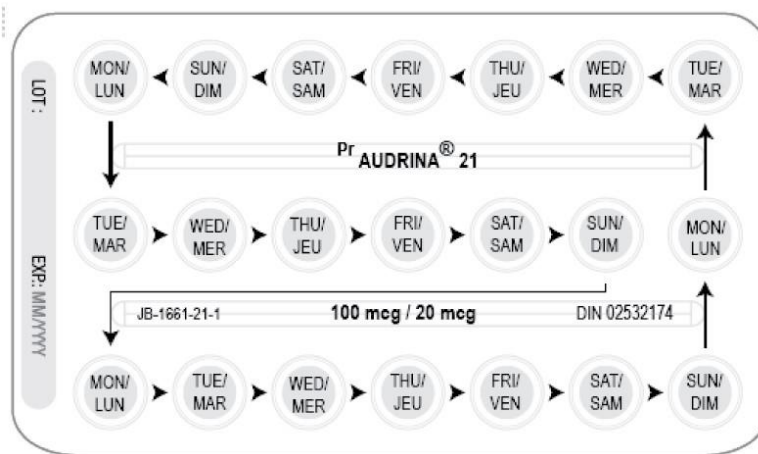 MON/ LUN SUN/ DIM SAT/ SAM FRI/ VEN THU/ JEU WED/ MER TUE/ MAR
LOT :
Pr AUDRINA® 21
TUE/ MAR WED/ MER THU/ JEU FRI/ VEN SAT/ SAM SUN/ DIM MON/ LUN
EXP.: MM/YYYY
JB-1661-21-1 100 mcg / 20 mcg DIN 02532174
MON/ LUN TUE/ MAR WED/ MER THU/ JEU FRI/ VEN SAT/ SAM SUN/ DIM